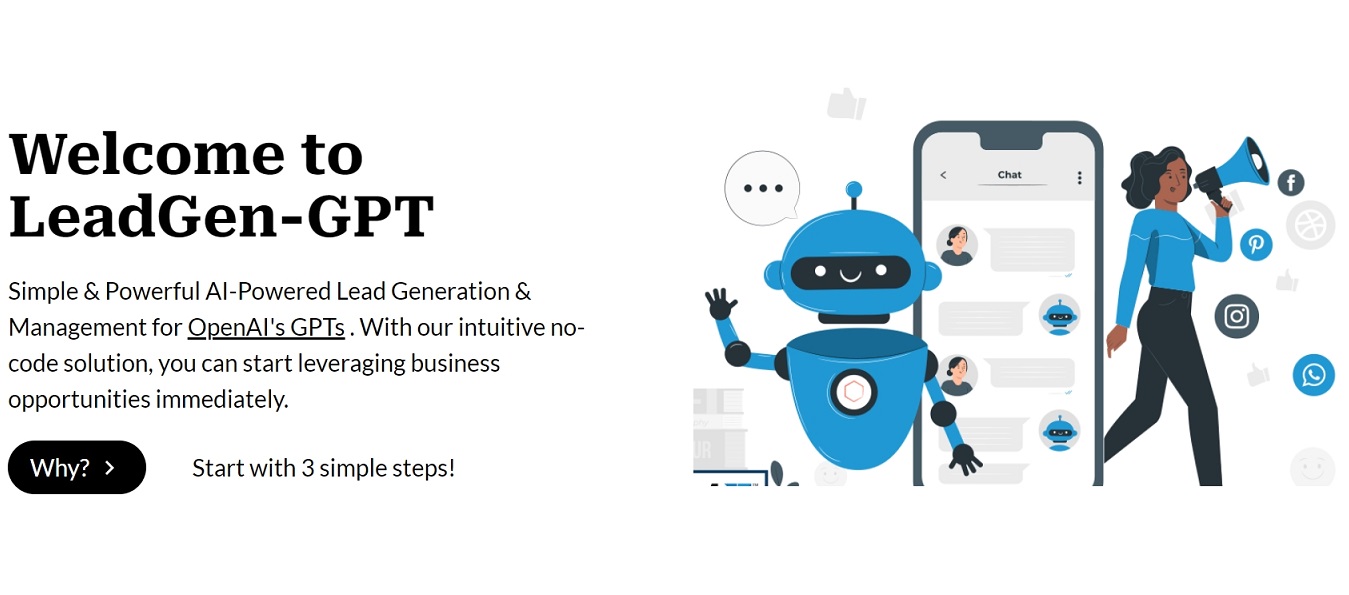 Welcome to
LeadGen-GPT
Simple & Powerful AI-Powered Lead Generation &
Management for OpenAI's GPTs . With our intuitive no-
code solution, you can start leveraging business
opportunities immediately.
Why?
Start with 3 simple steps!
Chat